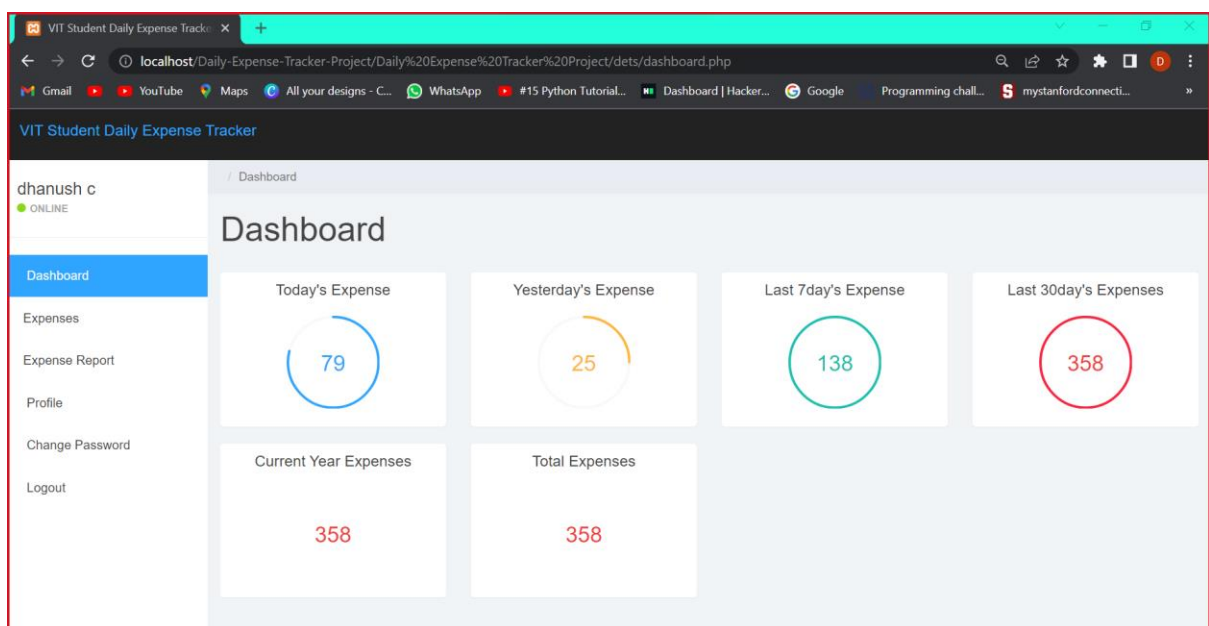 VIT Student Daily Expense Tracke
localhost/Daily-Expense-Tracker-Project/Daily%20Expense%20Tracker%20Project/dets/dashboard.php
D
Gmail YouTube Maps All your designs - C... WhatsApp #15 Python Tutorial... Dashboard | Hacker... Google Programming chall... S mystanfordconnecti... »
VIT Student Daily Expense Tracker
dhanush c
ONLINE
Dashboard
Expenses
Expense Report
Profile
Change Password
Logout
/ Dashboard
Dashboard
Today's Expense
79
Yesterday's Expense
25
Last 7day's Expense
138
Last 30day's Expenses
358
Current Year Expenses
358
Total Expenses
358